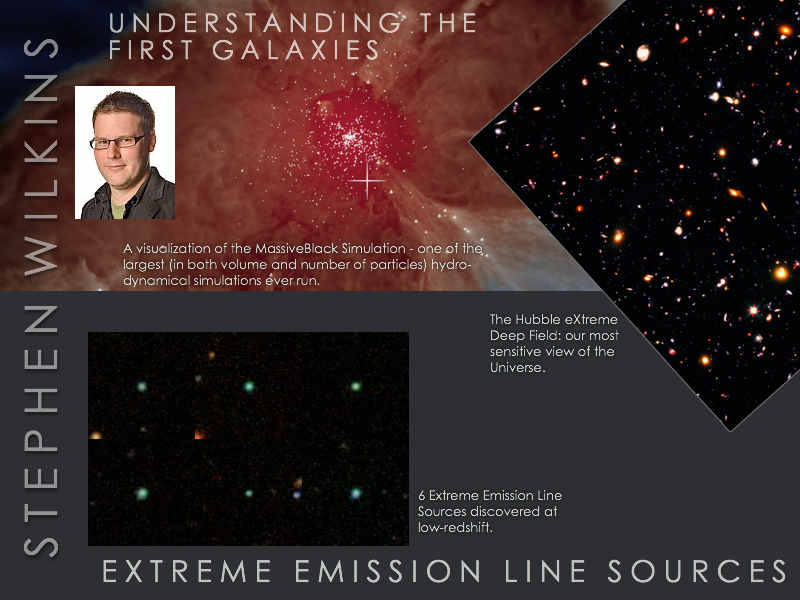 UNDERSTANDING THE
FIRST GALAXIES
STEPHEN WILKINS
A visualization of the MassiveBlack Simulation - one of the
largest (in both volume and number of particles) hydro-
dynamical simulations ever run.
The Hubble eXtreme
Deep Field: our most
sensitive view of the
Universe.
6 Extreme Emission Line
Sources discovered at
low-redshift.
EXTREME EMISSION LINE SOURCES